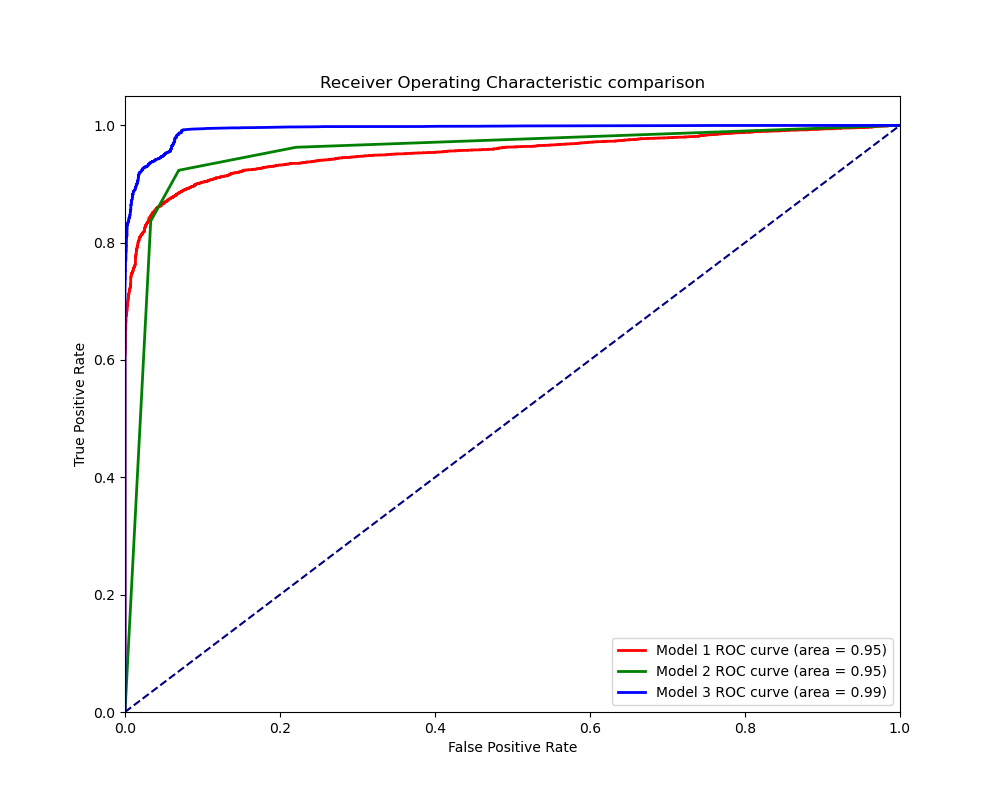 Receiver Operating Characteristic comparison
1.0
0.8
0.6
0.4
0.2
0.0
True Positive Rate
Model 1 ROC curve (area = 0.95)
Model 2 ROC curve (area = 0.95)
Model 3 ROC curve (area = 0.99)
0.0 0.2 0.4 0.6 0.8 1.0
False Positive Rate